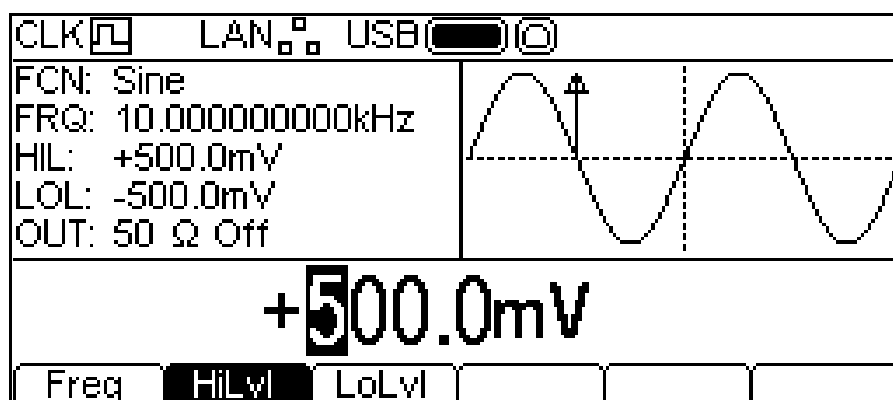 CLK LAN USB
FCN: Sine
FRQ: 10.000000000kHz
HIL: +500.0mV
LOL: -500.0mV
OUT: 50 Ω Off
+500.0mV
Freq HiLvl LoLvl